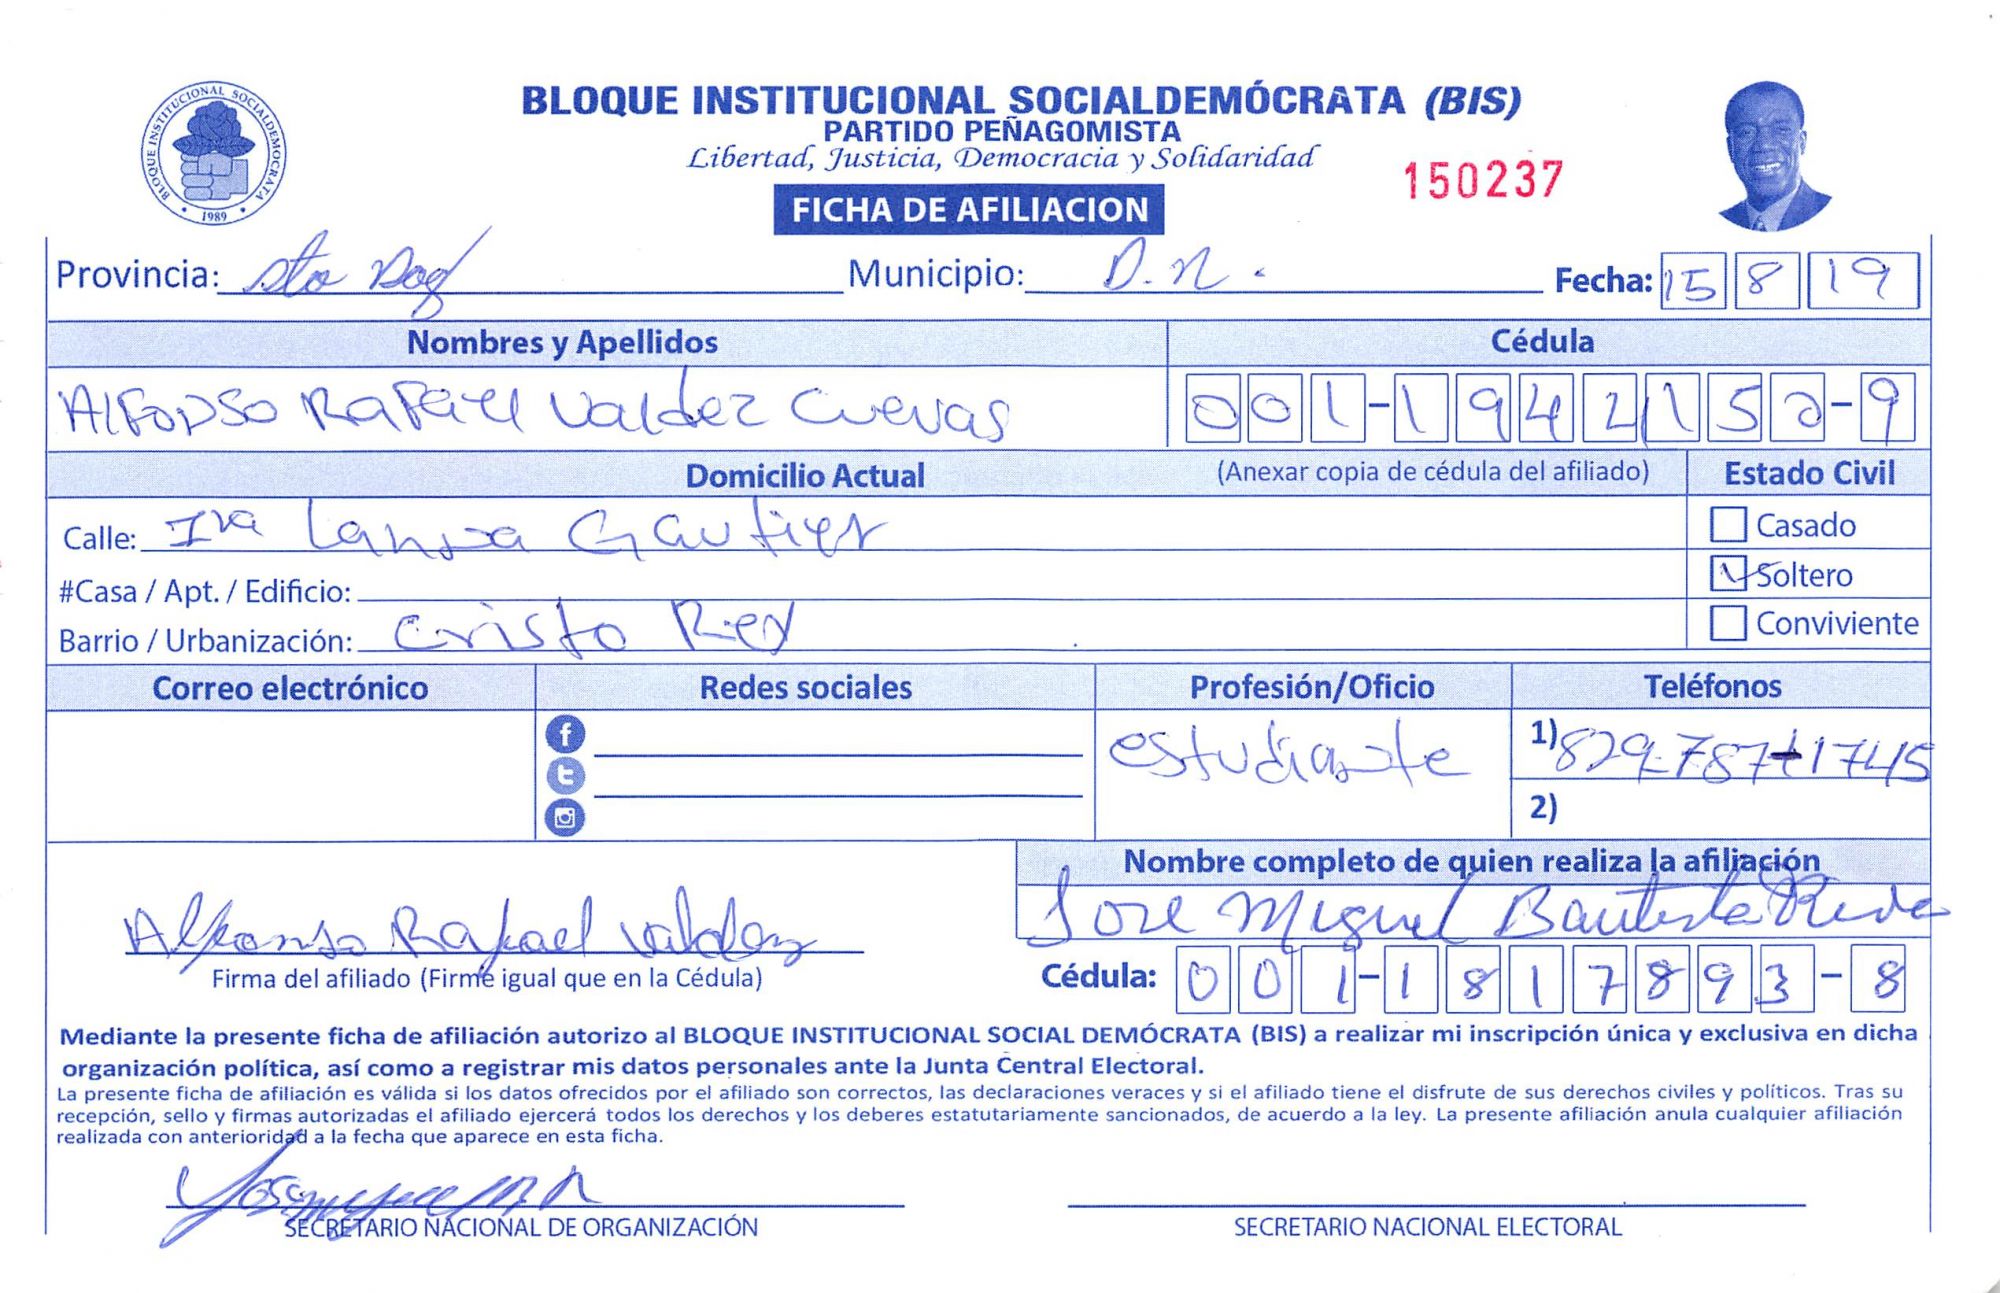 BLOQUE INSTITUCIONAL SOCIALDEMOCRATA
1989
BLOQUE INSTITUCIONAL SOCIALDEMÓCRATA (BIS)
PARTIDO PEÑAGOMISTA
Libertad, Justicia, Democracia y Solidaridad
150237
FICHA DE AFILIACION
Provincia: Sto Dog Municipio: D.N. Fecha: 15 8 19
Nombres y Apellidos Cédula
Alfonso Rafael Valdez Cuevas 001-1942152-9
Domicilio Actual (Anexar copia de cédula del afiliado) Estado Civil
Calle: Gautier Casado
#Casa / Apt. / Edificio: Soltero
Barrio / Urbanización: Cristo Rey Conviviente
Correo electrónico Redes sociales Profesión/Oficio Teléfonos
estudiante 1) 829-787-1745
2)
Nombre completo de quien realiza la afiliación
Jose Miguel Bautista
Alfonso Rafael Valdez
Firma del afiliado (Firme igual que en la Cédula) Cédula: 001-1817893-8
Mediante la presente ficha de afiliación autorizo al BLOQUE INSTITUCIONAL SOCIAL DEMÓCRATA (BIS) a realizar mi inscripción única y exclusiva en dicha
organización política, así como a registrar mis datos personales ante la Junta Central Electoral.
La presente ficha de afiliación es válida si los datos ofrecidos por el afiliado son correctos, las declaraciones veraces y si el afiliado tiene el disfrute de sus derechos civiles y políticos. Tras su
recepción, sello y firmas autorizadas el afiliado ejercerá todos los derechos y los deberes estatutariamente sancionados, de acuerdo a la ley. La presente afiliación anula cualquier afiliación
realizada con anterioridad a la fecha que aparece en esta ficha.
SECRETARIO NACIONAL DE ORGANIZACIÓN SECRETARIO NACIONAL ELECTORAL